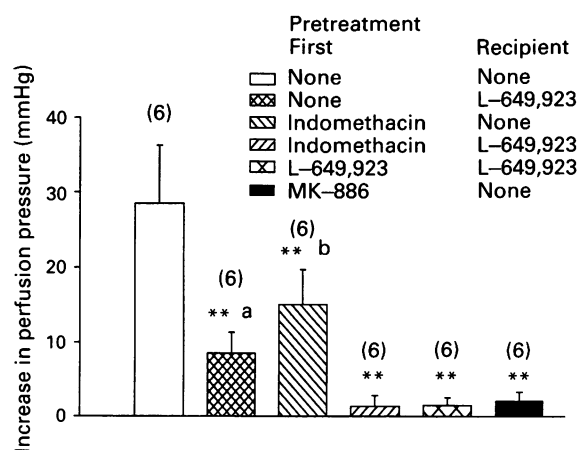 Pretreatment
First Recipient
None None
None L–649,923
Indomethacin None
Indomethacin L–649,923
L–649,923 L–649,923
MK–886 None
Increase in perfusion pressure (mmHg)
40
30
20
10
0
(6)
(6)
** a
(6)
** b
(6)
**
(6)
**
(6)
**